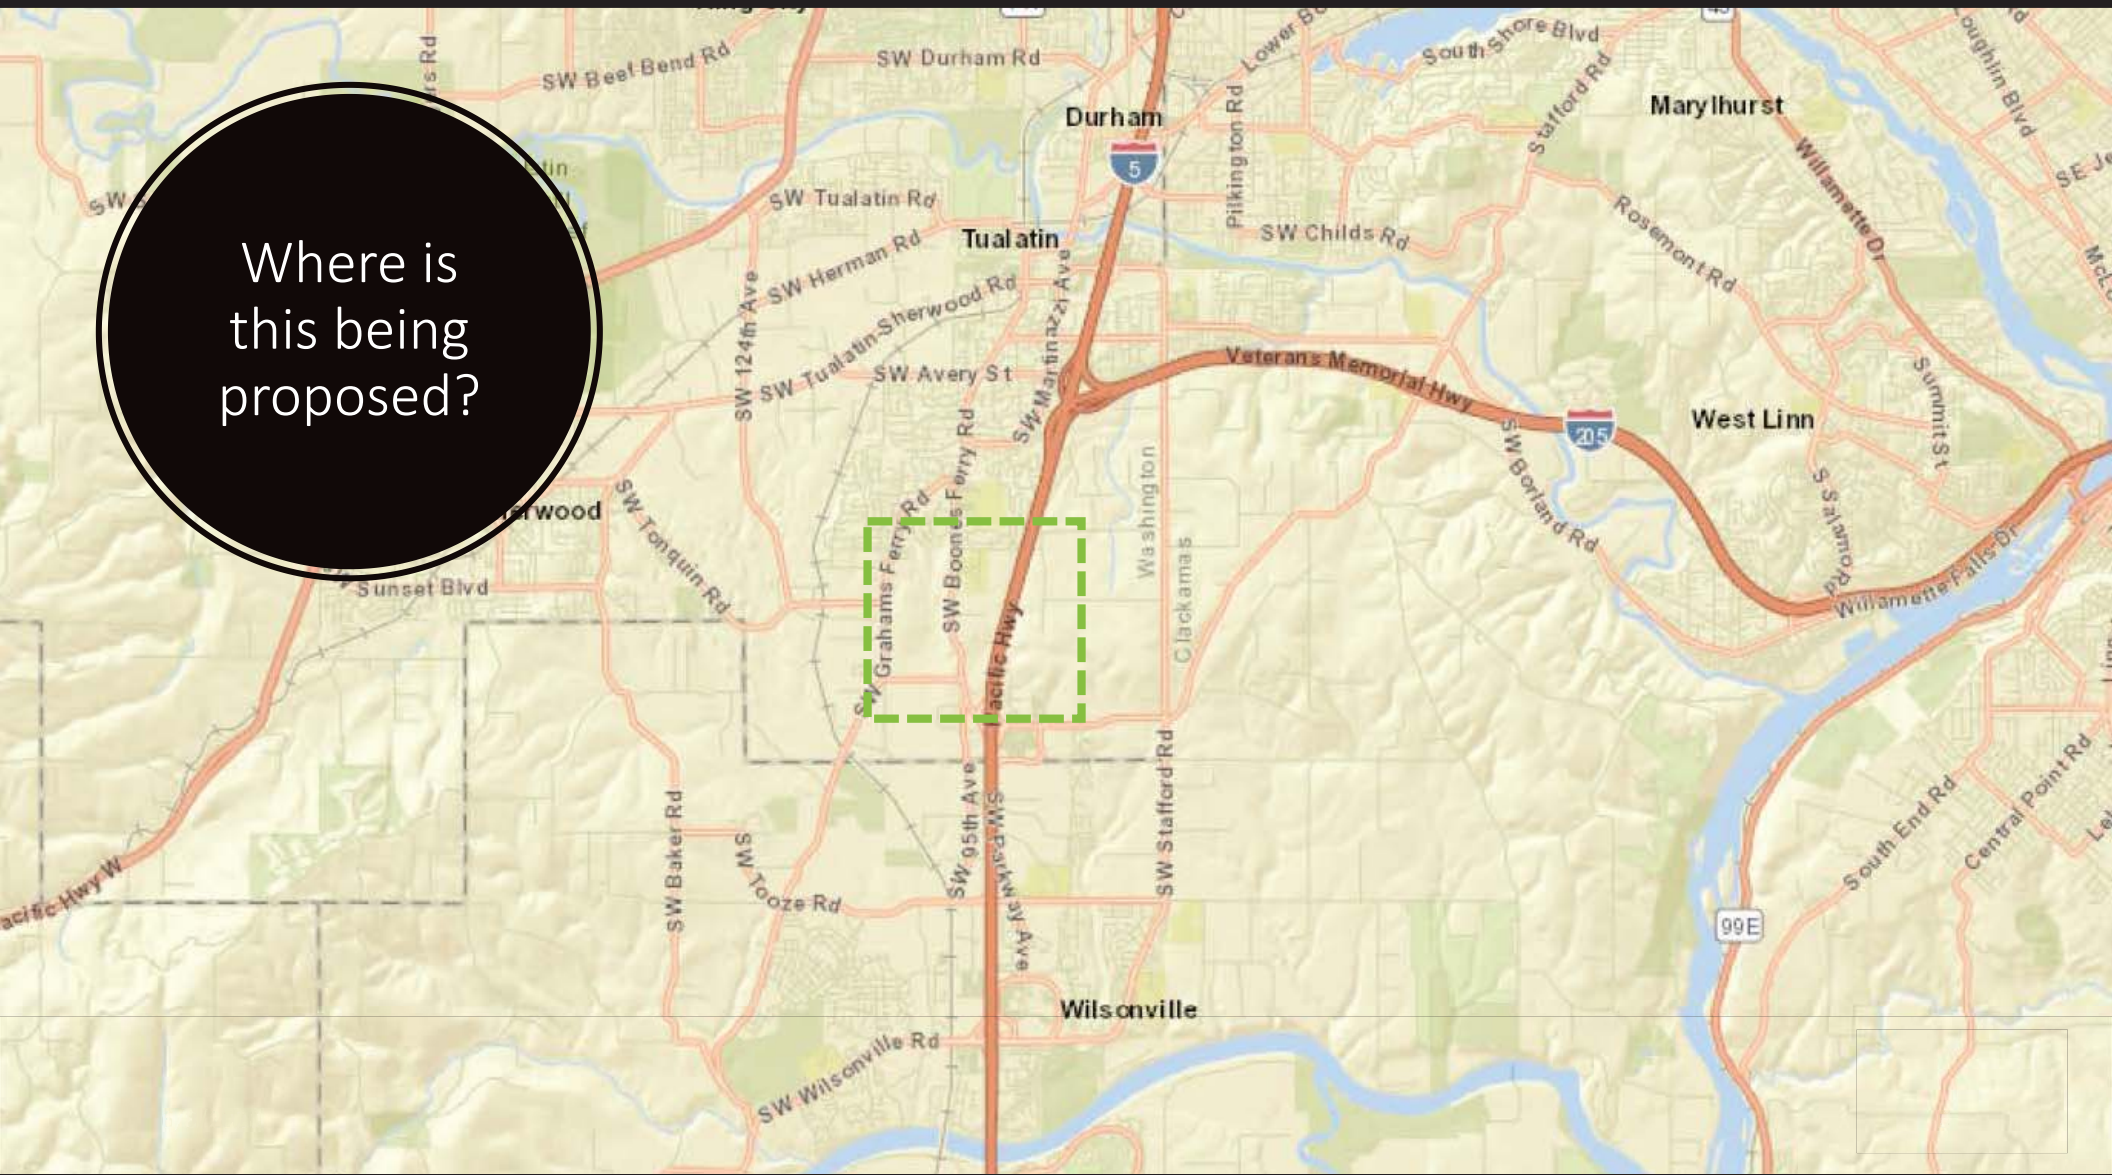 SW Beef Bend Rd
SW Durham Rd
South Shore Blvd
Stafford Rd
Marylhurst
Durham
5
Pilkington Rd
Willamette Dr
SW Tualatin Rd
Tualatin
SW Herman Rd
SW Childs Rd
Rosemont Rd
Where is
this being
proposed?
SW 124th Ave
SW Tualatin-Sherwood Rd
SW Martinazzi Ave
SW Avery St
Veterans Memorial Hwy
205
West Linn
Summit St
SW Borland Rd
S Salamo Rd
SW Tonquin Rd
SW Grahams Ferry Rd
SW Boones Ferry Rd
Washington
Clackamas
Sunset Blvd
Willamette Falls Dr
Pacific Hwy
SW Stafford Rd
SW 95th Ave
SW Parkway Ave
SW Baker Rd
SW Tooze Rd
South End Rd
Central Point Rd
acific Hwy W
99E
Wilsonville
SW Wilsonville Rd